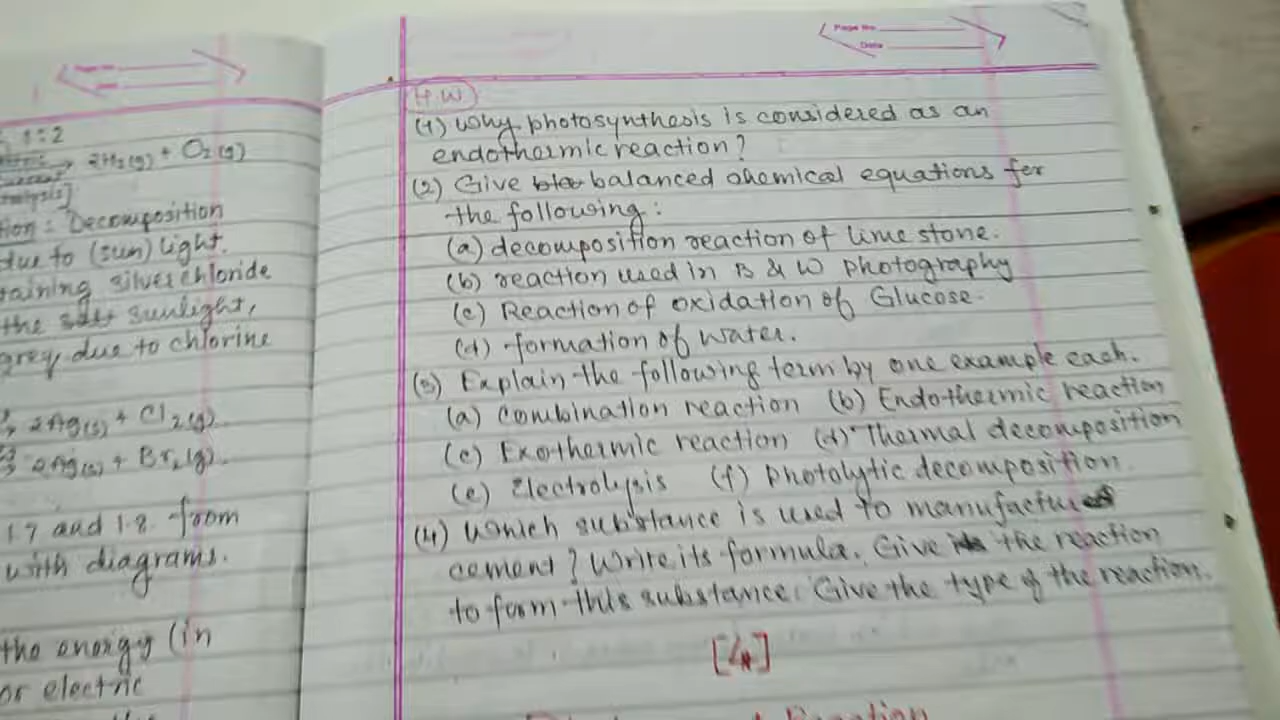 1:2
2H₂(g) + O₂(g)
Decomposition
due to (sun) light.
silver chloride
the sunlight,
grey, due to chlorine
2Ag(s) + Cl₂(g).
2Ag(s) + Br₂(g).
1.7 and 1.8 from
with diagrams.
the energy (in
or electric
Page No.
Date
H.W
(1) Why photosynthesis is considered as an
endothermic reaction?
(2) Give balanced chemical equations for
the following:
(a) decomposition reaction of lime stone.
(b) reaction used in B & W photography
(c) Reaction of oxidation of Glucose.
(d) formation of water.
(3) Explain the following term by one example each.
(a) Combination reaction (b) Endothermic reaction
(c) Exothermic reaction (d) Thermal decomposition
(e) Electrolysis (f) Photolytic decomposition.
(4) Which substance is used to manufacture
cement? Write its formula. Give the reaction
to form this substance. Give the type of the reaction.
[4]
Reaction